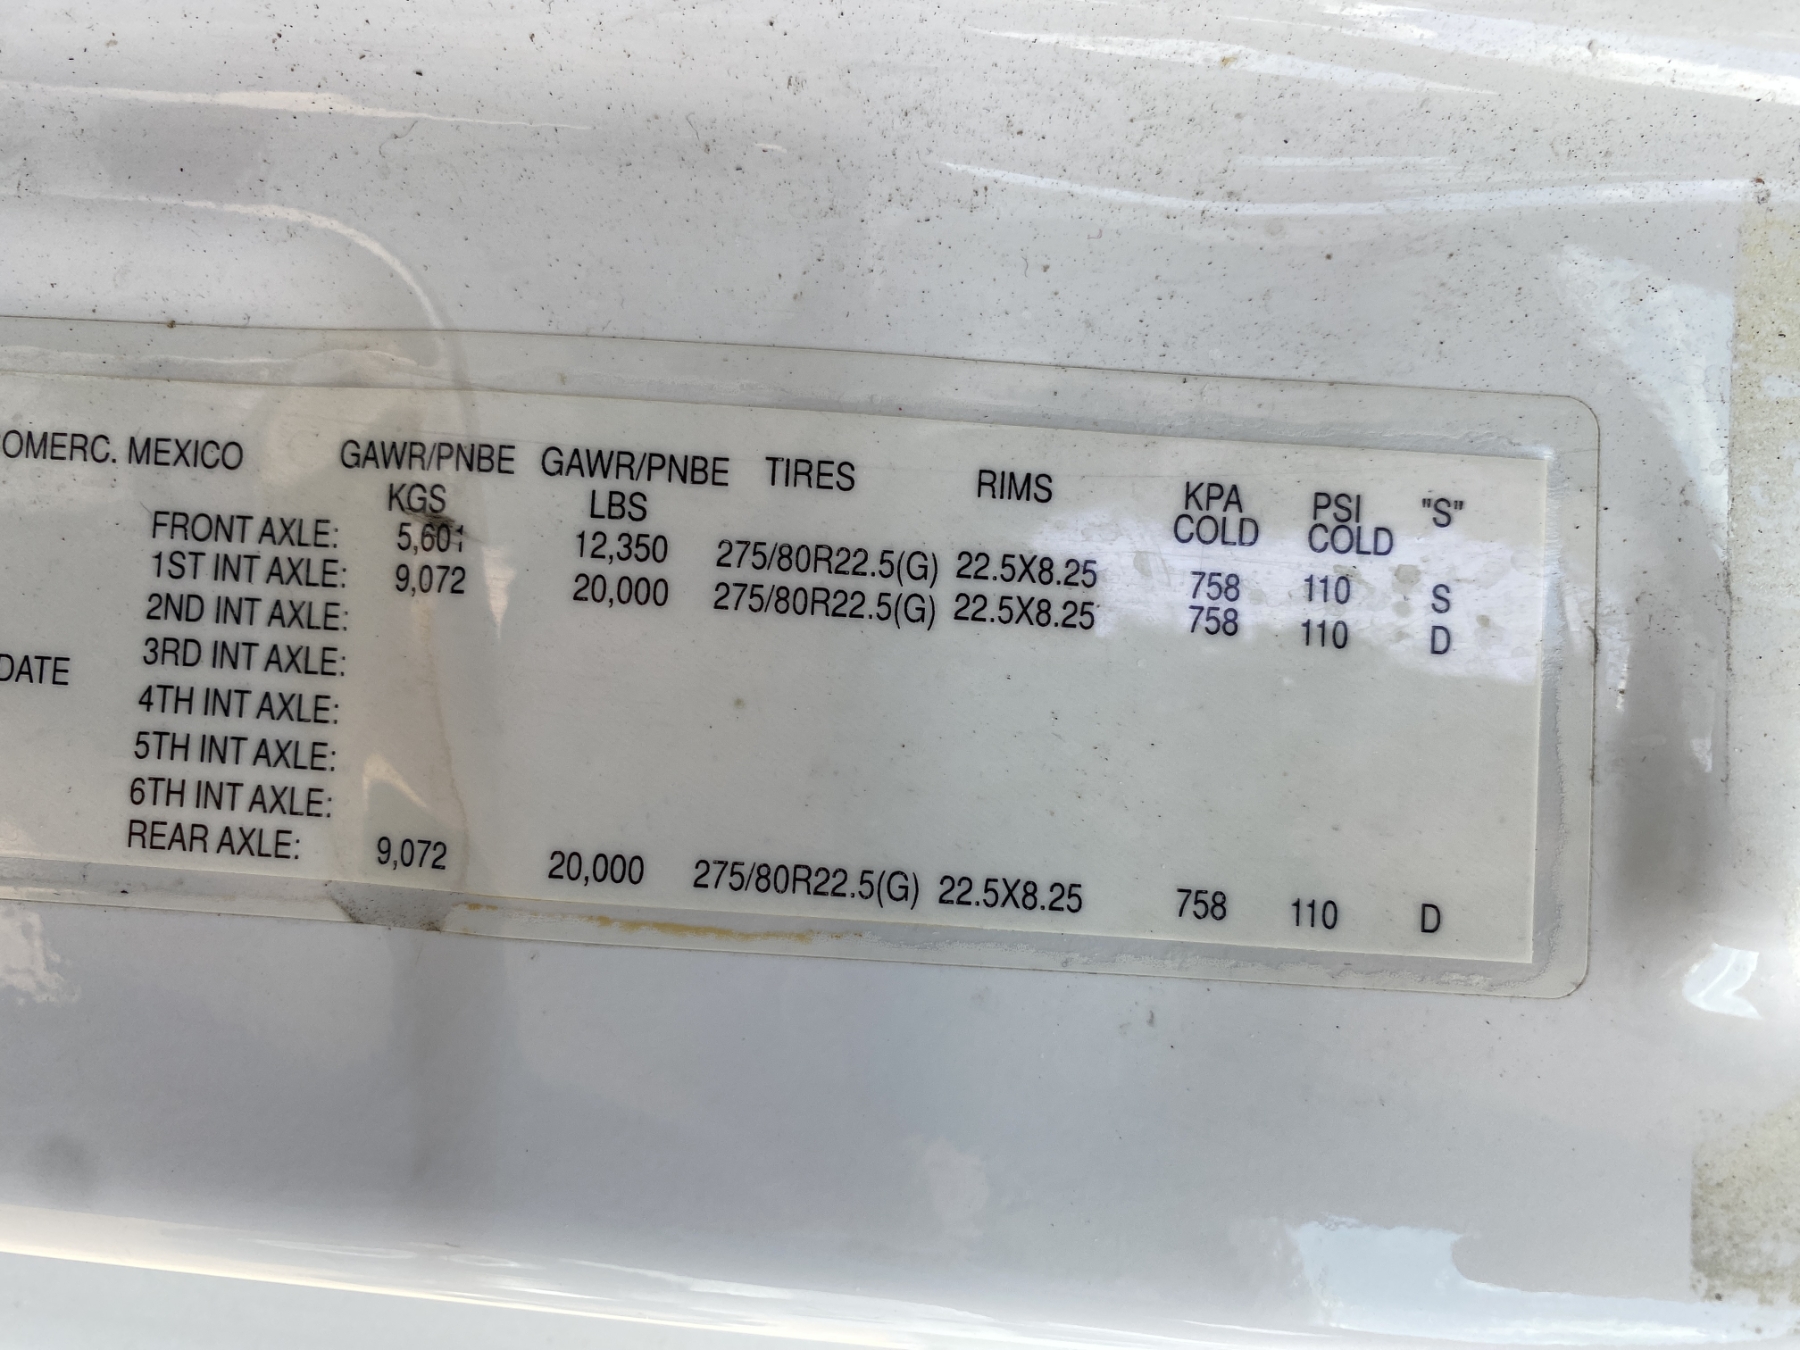 OMERC. MEXICO GAWR/PNBE GAWR/PNBE TIRES RIMS KPA PSI "S"
KGS LBS COLD COLD
FRONT AXLE: 5,601 12,350 275/80R22.5(G) 22.5X8.25 758 110 S
1ST INT AXLE: 9,072 20,000 275/80R22.5(G) 22.5X8.25 758 110 D
2ND INT AXLE:
3RD INT AXLE:
DATE
4TH INT AXLE:
5TH INT AXLE:
6TH INT AXLE:
REAR AXLE: 9,072 20,000 275/80R22.5(G) 22.5X8.25 758 110 D